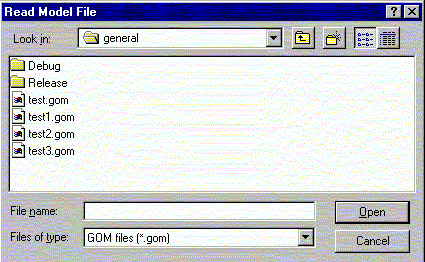 Read Model File
Look in: general
Debug
Release
test.gom
test1.gom
test2.gom
test3.gom
File name: Open
Files of type: GOM files (*.gom) Cancel